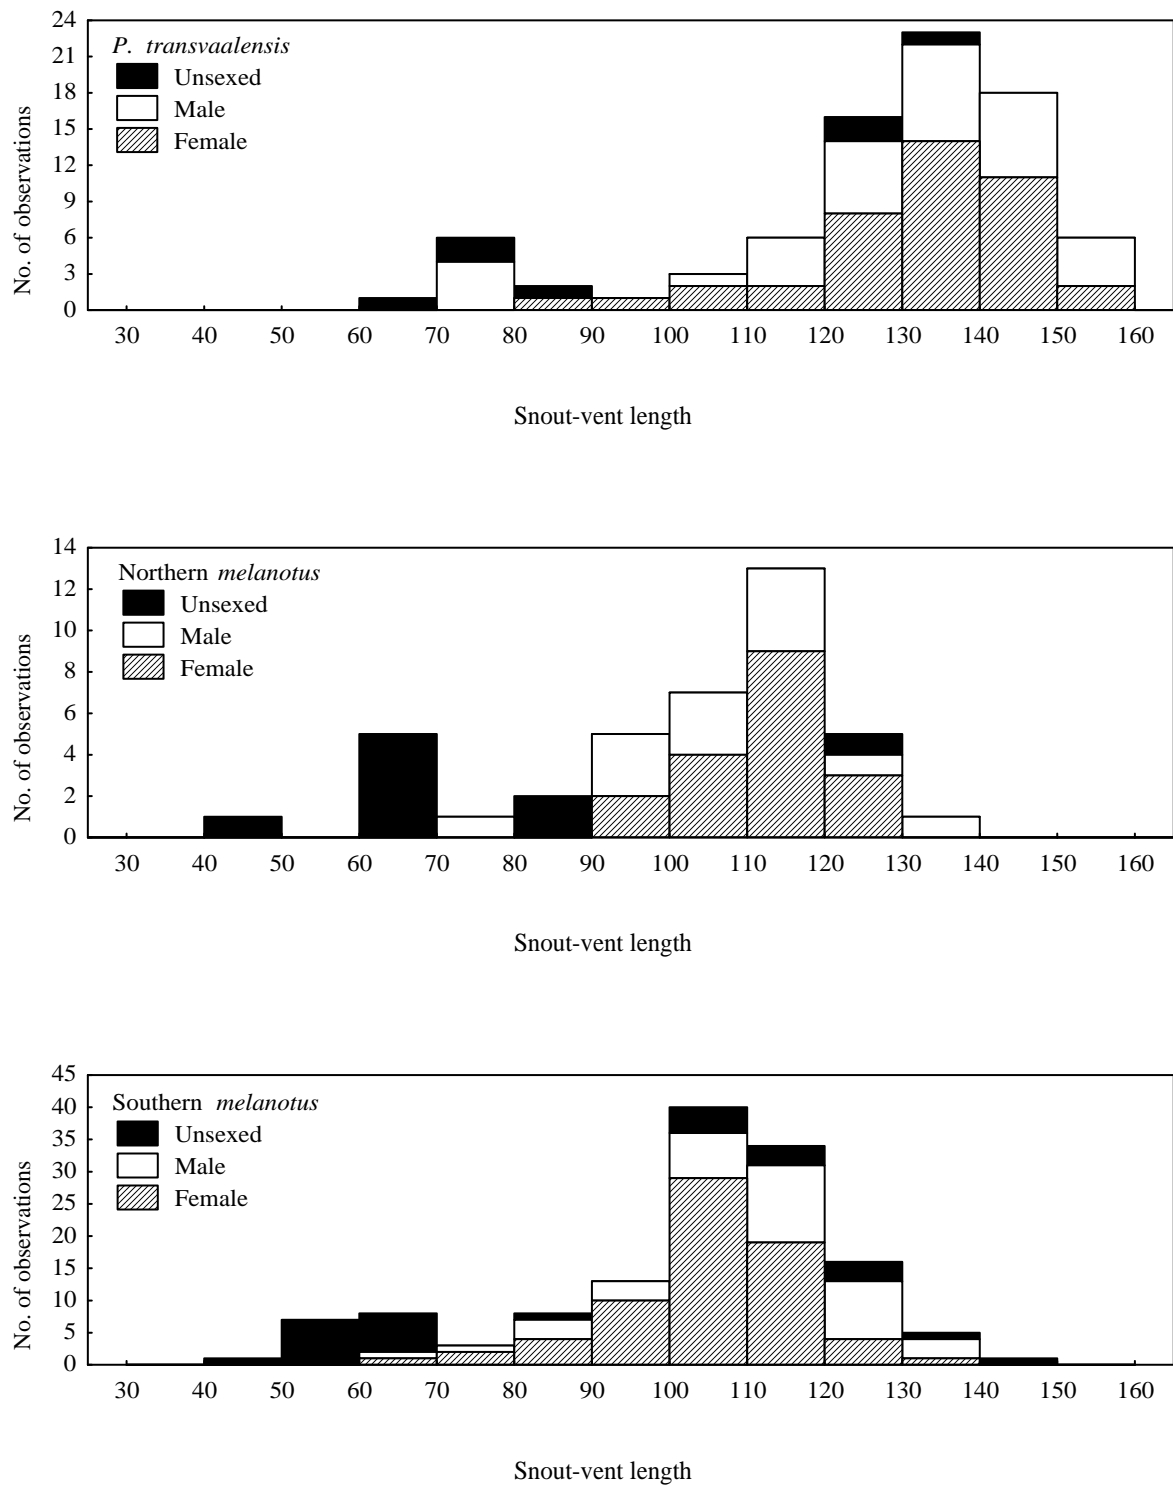 24
21
18
15
12
9
6
3
0
No. of observations
P. transvaalensis
Unsexed
Male
Female
30 40 50 60 70 80 90 100 110 120 130 140 150 160
Snout-vent length
14
12
10
8
6
4
2
0
No. of observations
Northern melanotus
Unsexed
Male
Female
30 40 50 60 70 80 90 100 110 120 130 140 150 160
Snout-vent length
45
40
35
30
25
20
15
10
5
0
No. of observations
Southern melanotus
Unsexed
Male
Female
30 40 50 60 70 80 90 100 110 120 130 140 150 160
Snout-vent length